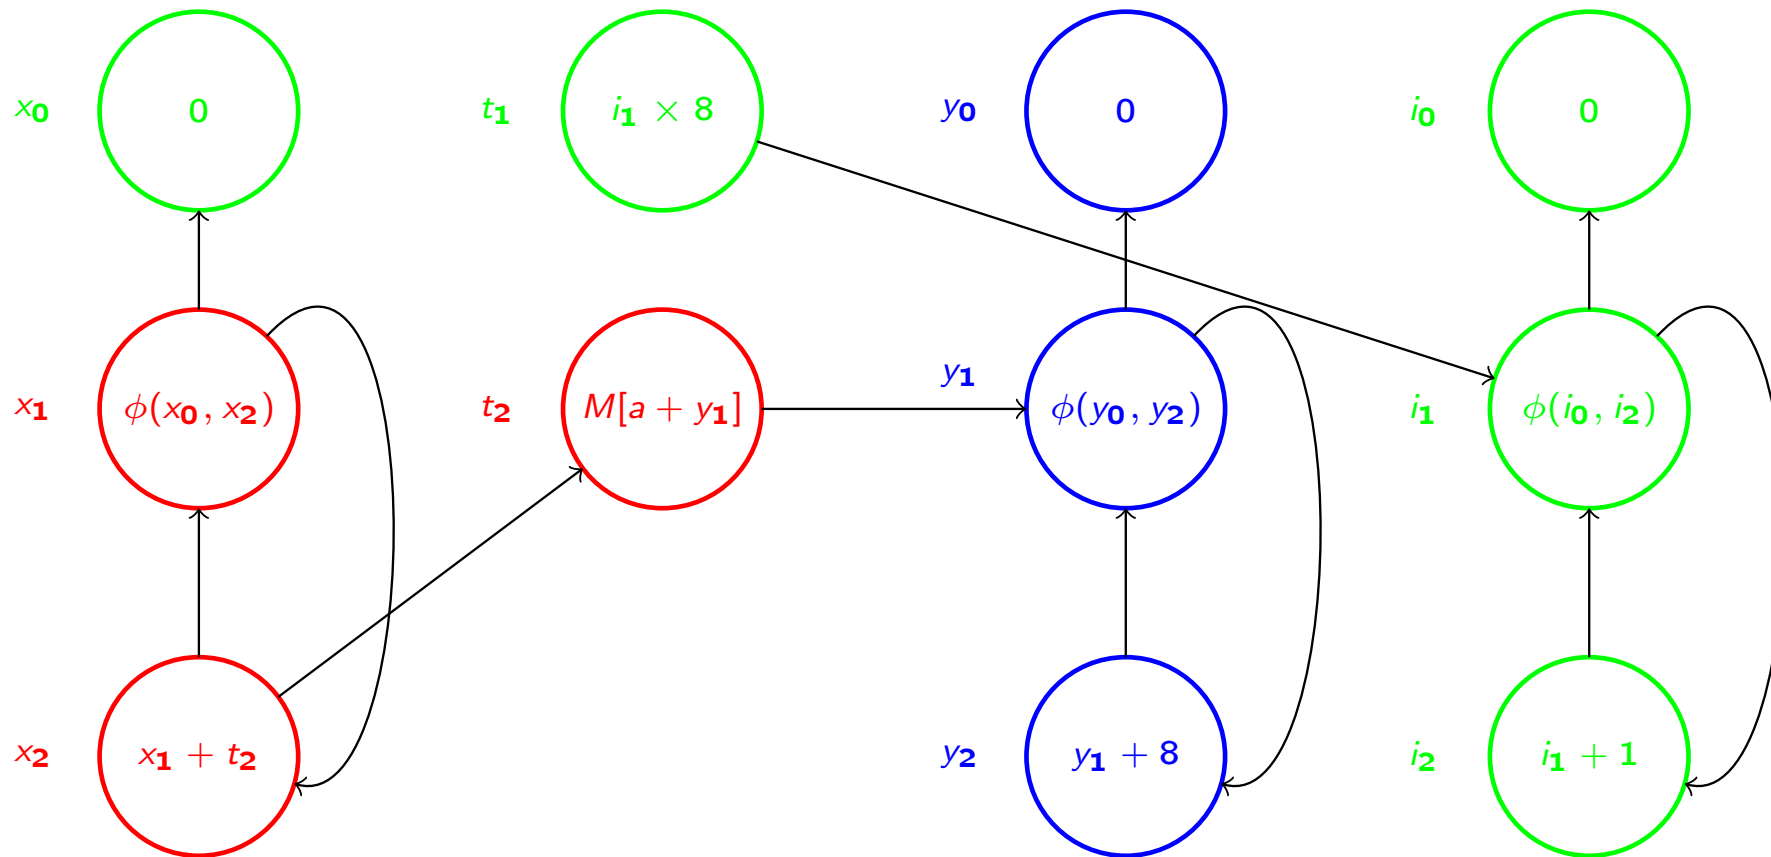 x₀ 0 t₁ i₁ × 8 y₀ 0 i₀ 0
y₁
x₁ ϕ(x₀, x₂) t₂ M[a + y₁] ϕ(y₀, y₂) i₁ ϕ(i₀, i₂)
x₂ x₁ + t₂ y₂ y₁ + 8 i₂ i₁ + 1